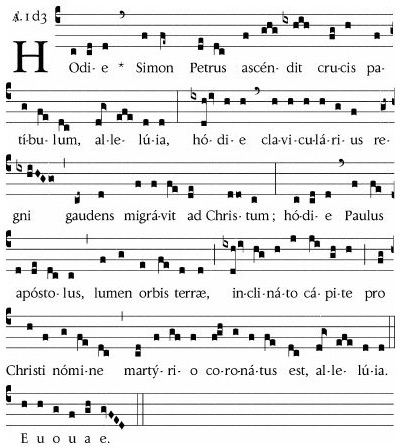 ℟. 1 d3
HOdi-e * Simon Petrus ascéndit crucis pa-
tí-bu-lum, al-le-lú-ia, hó-di-e cla-vi-cu-lá-ri-us re-
gni gaudens migrá-vit ad Chris-tum; hó-di-e Paulus
apósto-lus, lumen orbis terræ, in-cli-ná-to cá-pi-te pro
Christi nómi-ne martý-ri-o co-ro-ná-tus est, al-le-lú-ia.
E u o u a e.